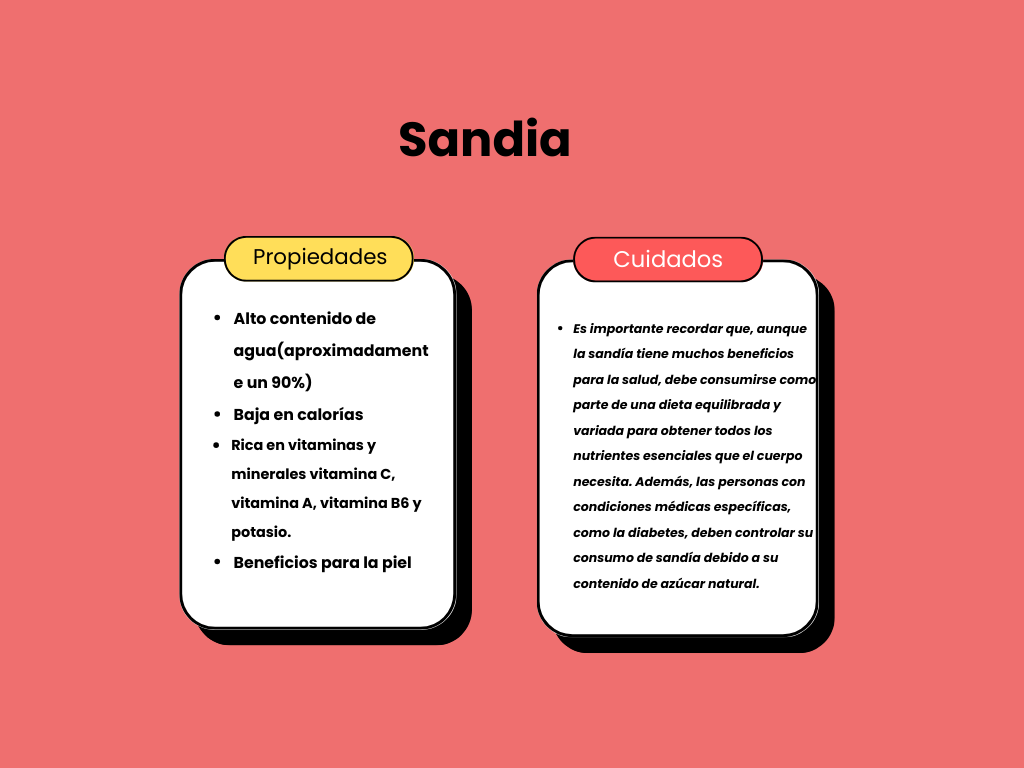 Sandia
Propiedades
• Alto contenido de
agua(aproximadament
e un 90%)
• Baja en calorías
• Rica en vitaminas y
minerales vitamina C,
vitamina A, vitamina B6 y
potasio.
• Beneficios para la piel
Cuidados
• Es importante recordar que, aunque
la sandía tiene muchos beneficios
para la salud, debe consumirse como
parte de una dieta equilibrada y
variada para obtener todos los
nutrientes esenciales que el cuerpo
necesita. Además, las personas con
condiciones médicas específicas,
como la diabetes, deben controlar su
consumo de sandía debido a su
contenido de azúcar natural.